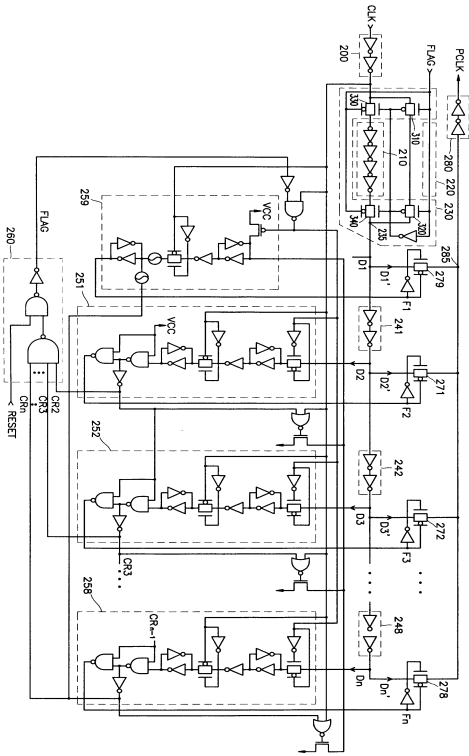 CLK
FLAG
PCLK
200
330
310
210
220
230
280
285
340
235
320
279
F1
D1
D1'
241
271
F2
D2
D2'
242
272
F3
D3
D3'
248
278
Fn
Dn
Dn'
259
VCC
251
VCC
252
CR3
258
CRn-1
FLAG
260
CR2
CR3
CRn
RESET